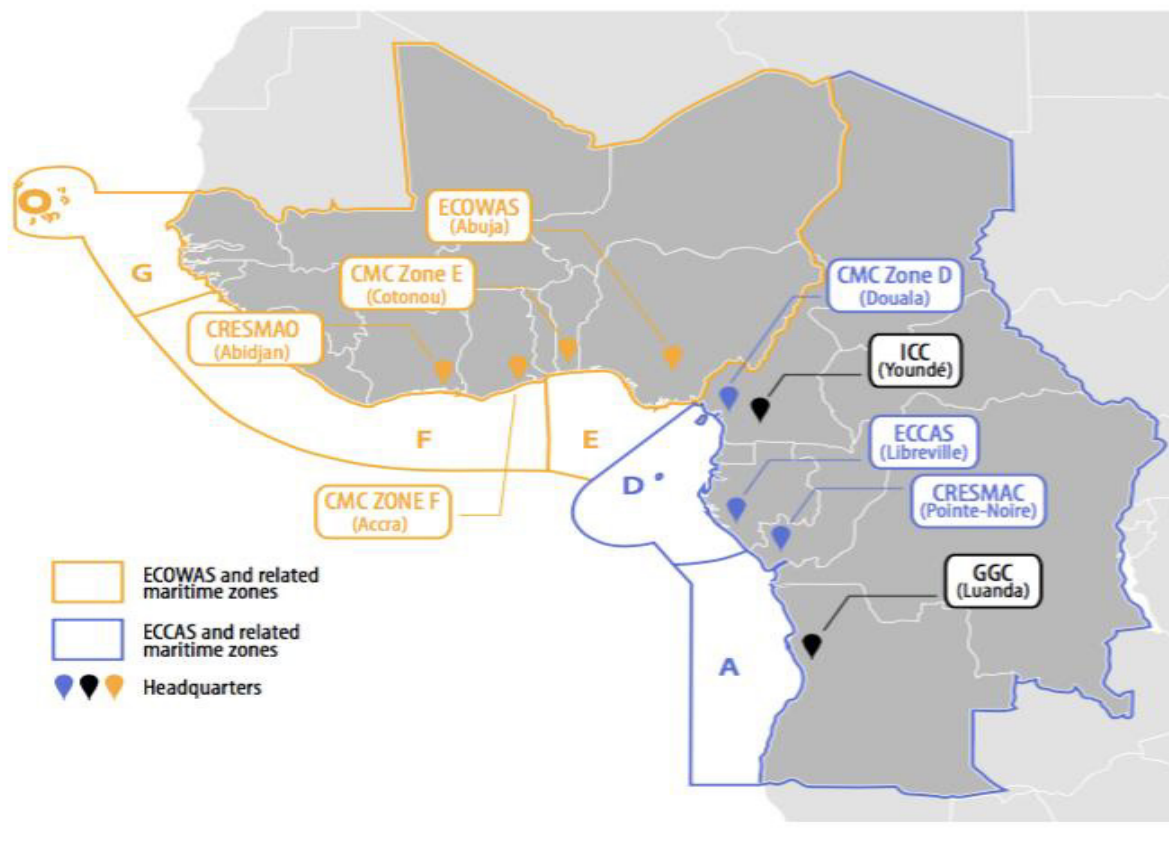 ECOWAS
(Abuja)
CMC Zone E
(Cotonou)
CRESMAO
(Abidjan)
CMC ZONE F
(Accra)
G
F
E
D
A
CMC Zone D
(Douala)
ICC
(Youndé)
ECCAS
(Libreville)
CRESMAC
(Pointe-Noire)
GGC
(Luanda)
ECOWAS and related
maritime zones
ECCAS and related
maritime zones
Headquarters